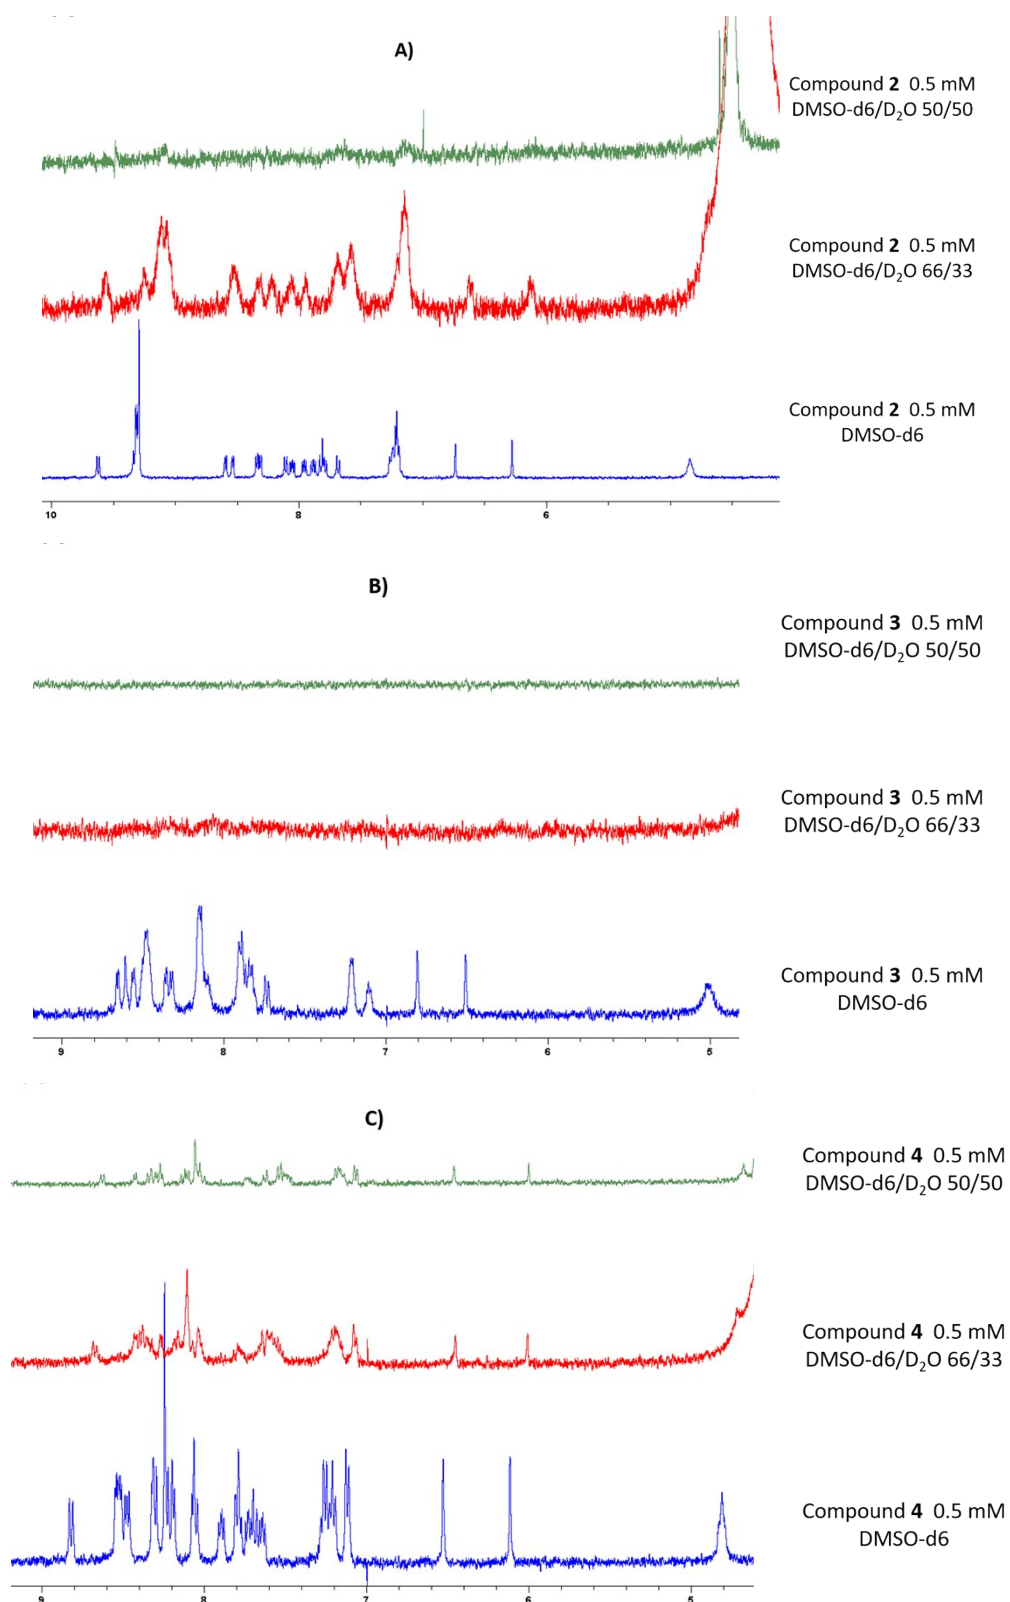 A)
Compound 2 0.5 mM
DMSO-d6/D2O 50/50
Compound 2 0.5 mM
DMSO-d6/D2O 66/33
Compound 2 0.5 mM
DMSO-d6
10 8 6
B)
Compound 3 0.5 mM
DMSO-d6/D2O 50/50
Compound 3 0.5 mM
DMSO-d6/D2O 66/33
Compound 3 0.5 mM
DMSO-d6
9 8 7 6 5
C)
Compound 4 0.5 mM
DMSO-d6/D2O 50/50
Compound 4 0.5 mM
DMSO-d6/D2O 66/33
Compound 4 0.5 mM
DMSO-d6
9 8 7 6 5